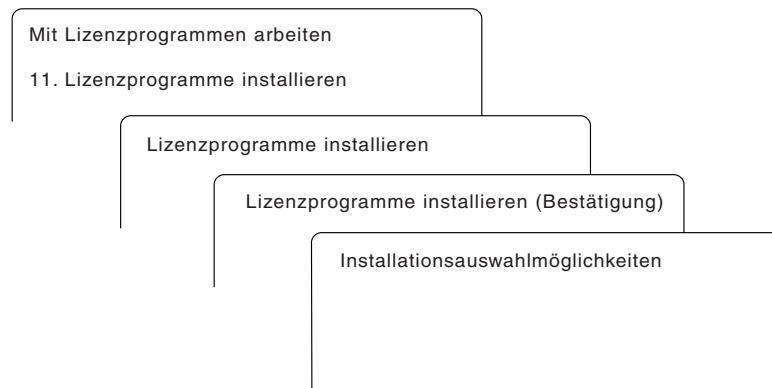 Mit Lizenzprogrammen arbeiten
11. Lizenzprogramme installieren
Lizenzprogramme installieren
Lizenzprogramme installieren (Bestätigung)
Installationsauswahlmöglichkeiten